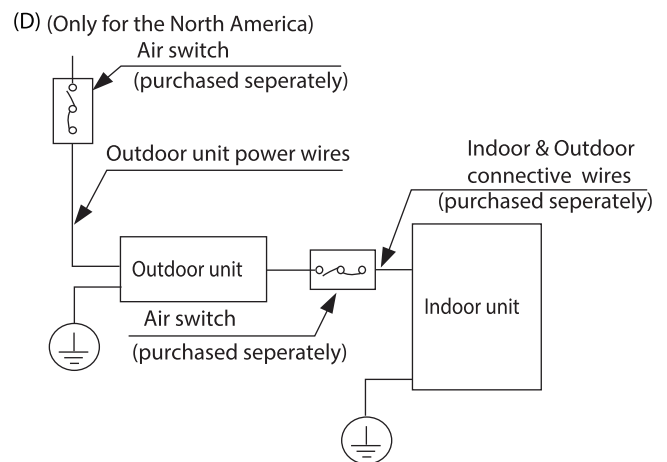 (D) (Only for the North America)
Air switch
(purchased seperately)
Outdoor unit power wires
Indoor & Outdoor
connective wires
(purchased seperately)
Outdoor unit
Indoor unit
Air switch
(purchased seperately)